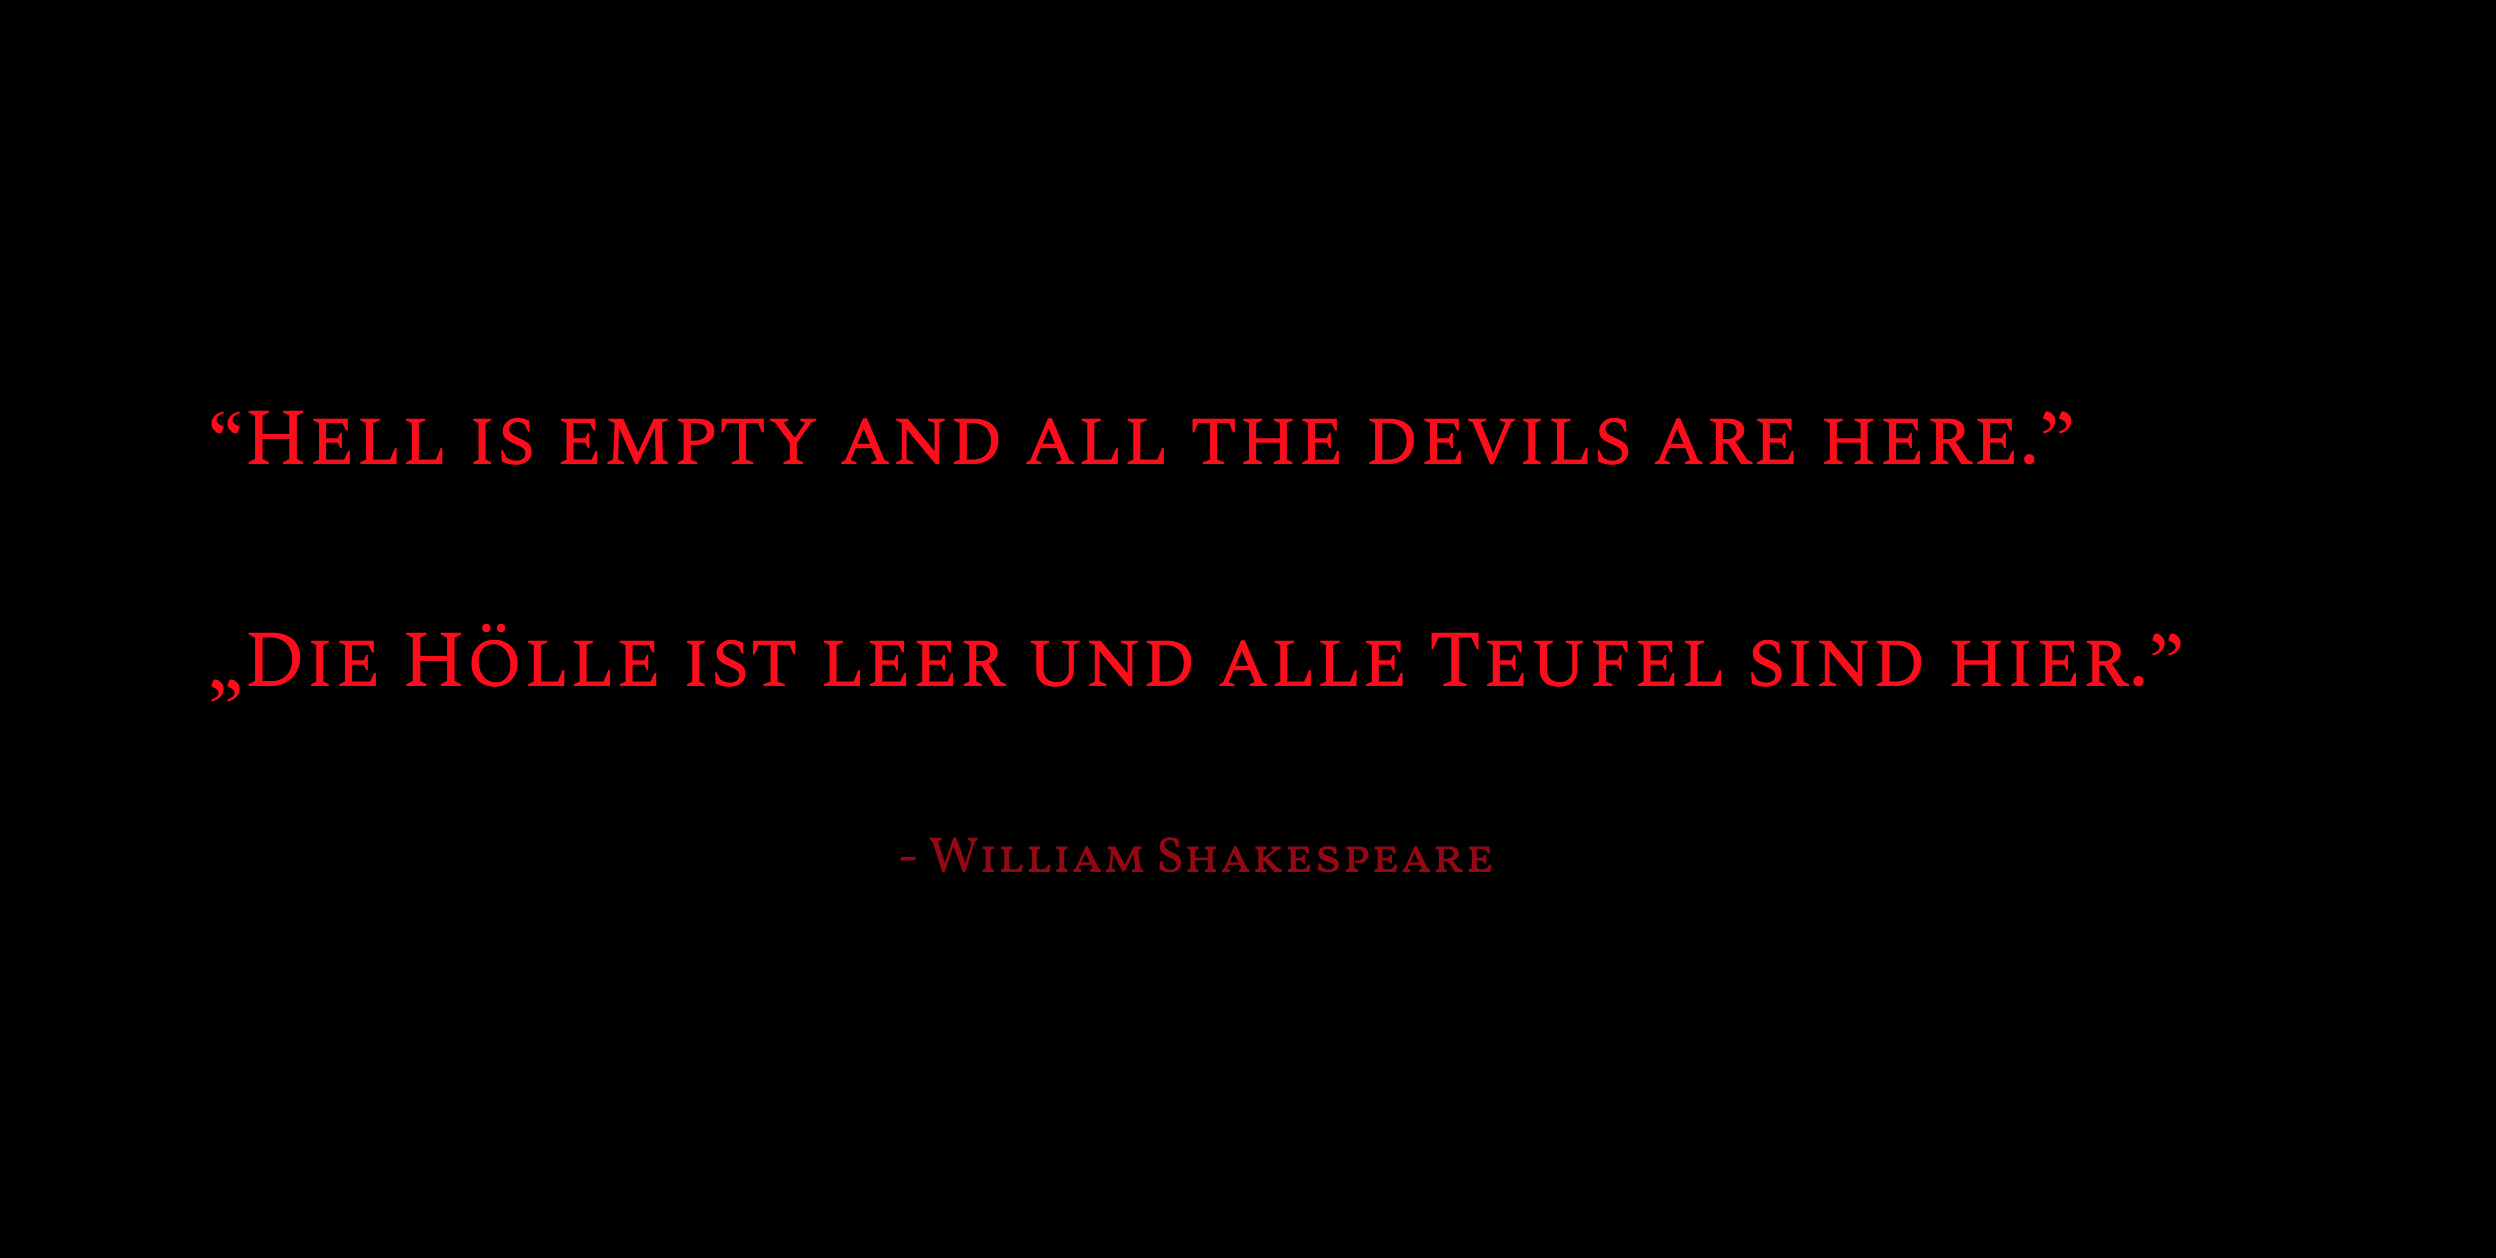 “Hell is empty and all the devils are here.”
„Die Hölle ist leer und alle Teufel sind hier.”
- William Shakespeare